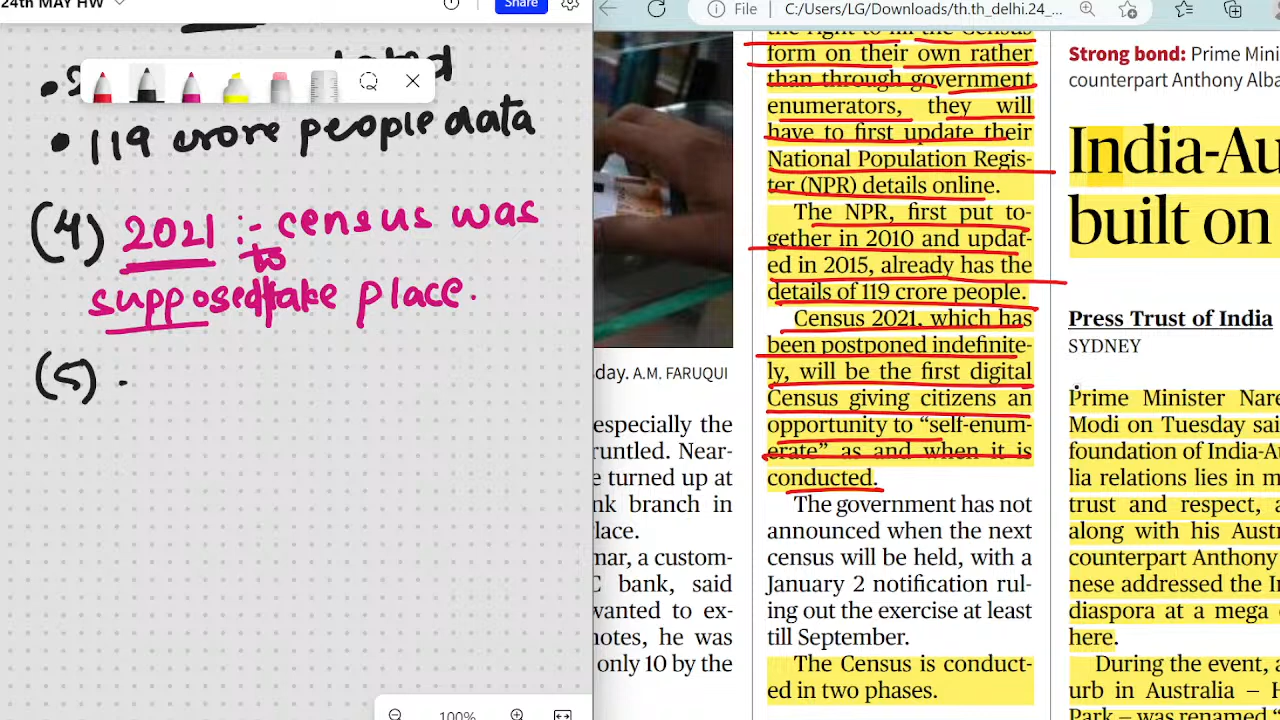 24th MAY HW
Share
• 119 crore people data
(4) 2021 :- census was
to
supposed take place.
(5) .
100%
File
C:/Users/LG/Downloads/th.th_delhi.24_...
the right to fill the Census
form on their own rather
than through government
enumerators, they will
have to first update their
National Population Regis-
ter (NPR) details online.
The NPR, first put to-
gether in 2010 and updat-
ed in 2015, already has the
details of 119 crore people.
Census 2021, which has
been postponed indefinite-
ly, will be the first digital
Census giving citizens an
opportunity to “self-enum-
erate” as and when it is
conducted.
The government has not
announced when the next
census will be held, with a
January 2 notification rul-
ing out the exercise at least
till September.
The Census is conduct-
ed in two phases.
day. A.M. FARUQUI
especially the
runtled. Near-
e turned up at
nk branch in
lace.
mar, a custom-
C bank, said
wanted to ex-
notes, he was
only 10 by the
Strong bond: Prime Mini
counterpart Anthony Alba
India-Au
built on
Press Trust of India
SYDNEY
Prime Minister Nare
Modi on Tuesday sai
foundation of India-Au
lia relations lies in m
trust and respect, a
along with his Austr
counterpart Anthony
nese addressed the In
diaspora at a mega
here.
During the event, a
urb in Australia – H
Park – was renamed “